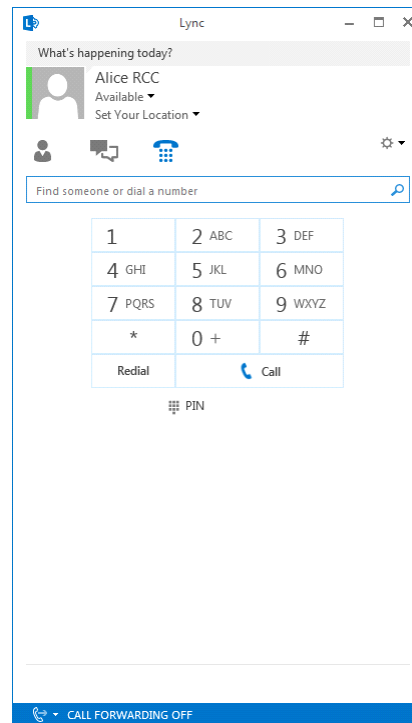 Lync
What's happening today?
Alice RCC
Available
Set Your Location
Find someone or dial a number
1 2 ABC 3 DEF
4 GHI 5 JKL 6 MNO
7 PQRS 8 TUV 9 WXYZ
* 0 + #
Redial Call
PIN
CALL FORWARDING OFF